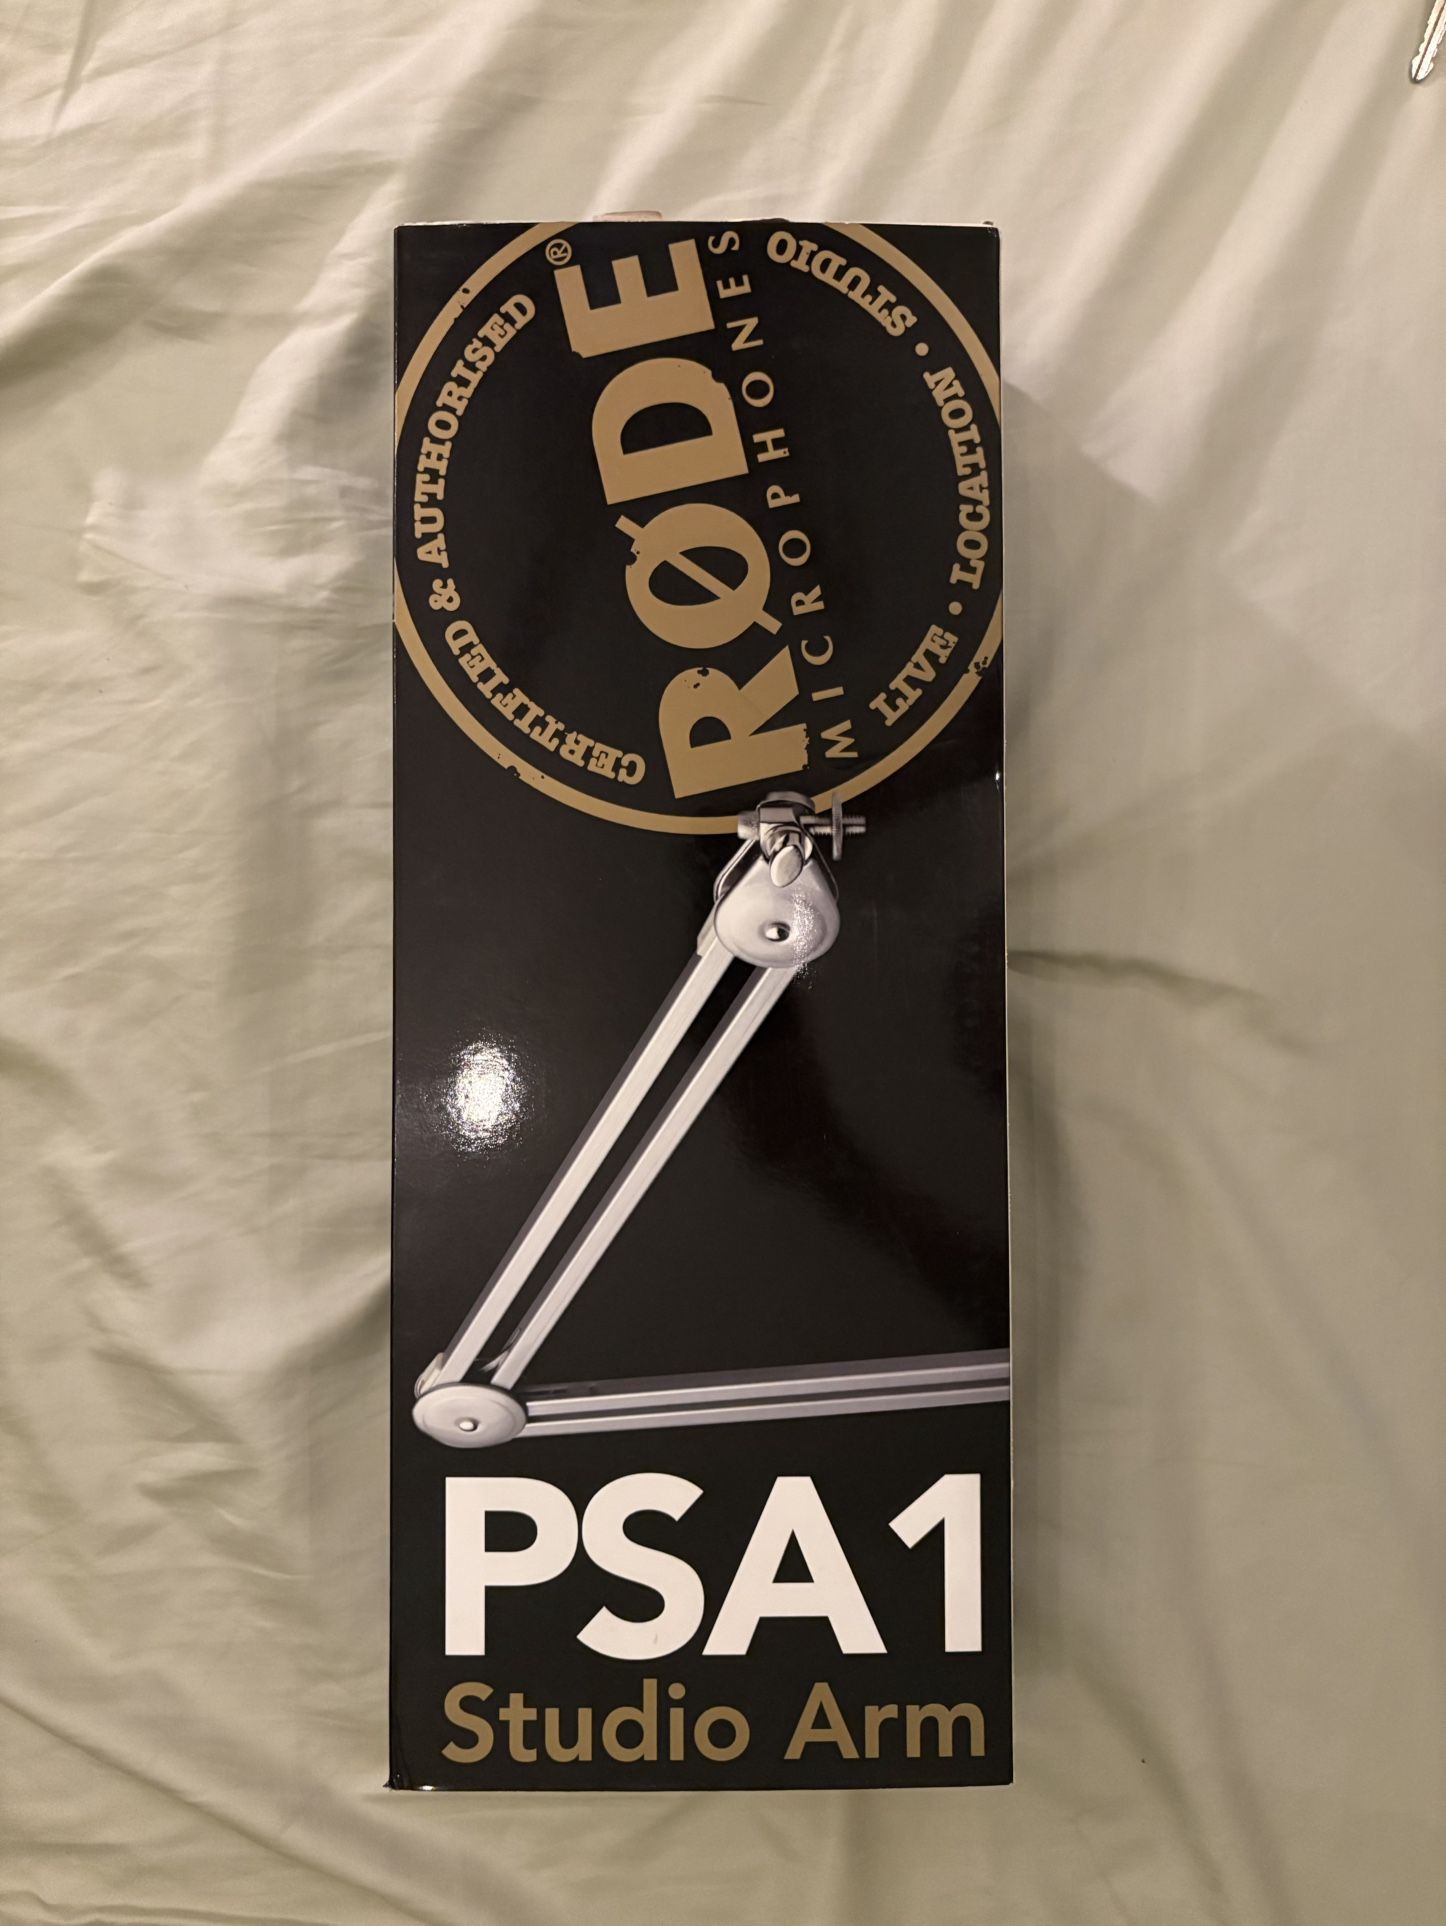 CERTIFIED & AUTHORISED
RØDE®
MICROPHONES
LIVE • LOCATION • STUDIO
PSA1
Studio Arm